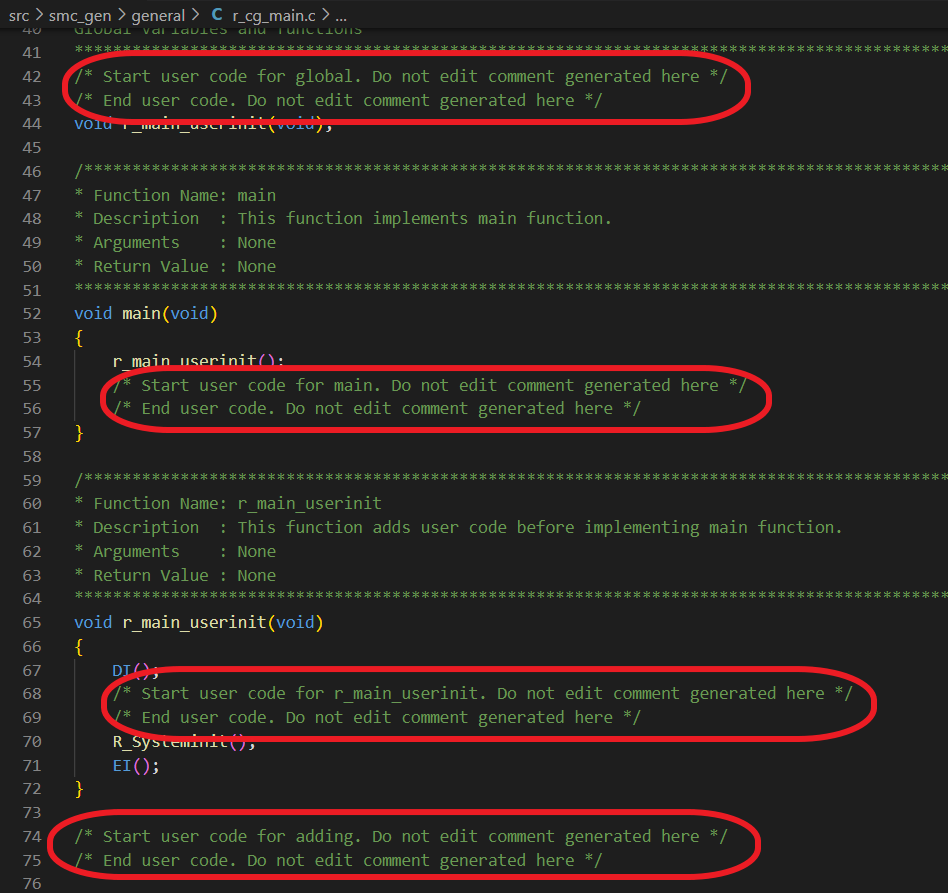 src > smc_gen > general > C r_cg_main.c > ...
40 Global variables and functions
41 ***********************************************************************************************
42 /* Start user code for global. Do not edit comment generated here */
43 /* End user code. Do not edit comment generated here */
44 void r_main_userinit(void);
45
46 /**********************************************************************************************
47 * Function Name: main
48 * Description  : This function implements main function.
49 * Arguments    : None
50 * Return Value : None
51 ***********************************************************************************************
52 void main(void)
53 {
54     r_main_userinit();
55     /* Start user code for main. Do not edit comment generated here */
56     /* End user code. Do not edit comment generated here */
57 }
58
59 /**********************************************************************************************
60 * Function Name: r_main_userinit
61 * Description  : This function adds user code before implementing main function.
62 * Arguments    : None
63 * Return Value : None
64 ***********************************************************************************************
65 void r_main_userinit(void)
66 {
67     DI();
68     /* Start user code for r_main_userinit. Do not edit comment generated here */
69     /* End user code. Do not edit comment generated here */
70     R_Systeminit();
71     EI();
72 }
73
74 /* Start user code for adding. Do not edit comment generated here */
75 /* End user code. Do not edit comment generated here */
76